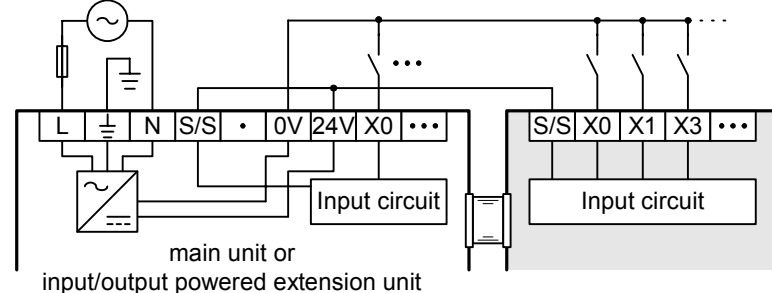 L N S/S • 0V 24V X0 ••• S/S X0 X1 X3 •••
Input circuit Input circuit
main unit or
input/output powered extension unit